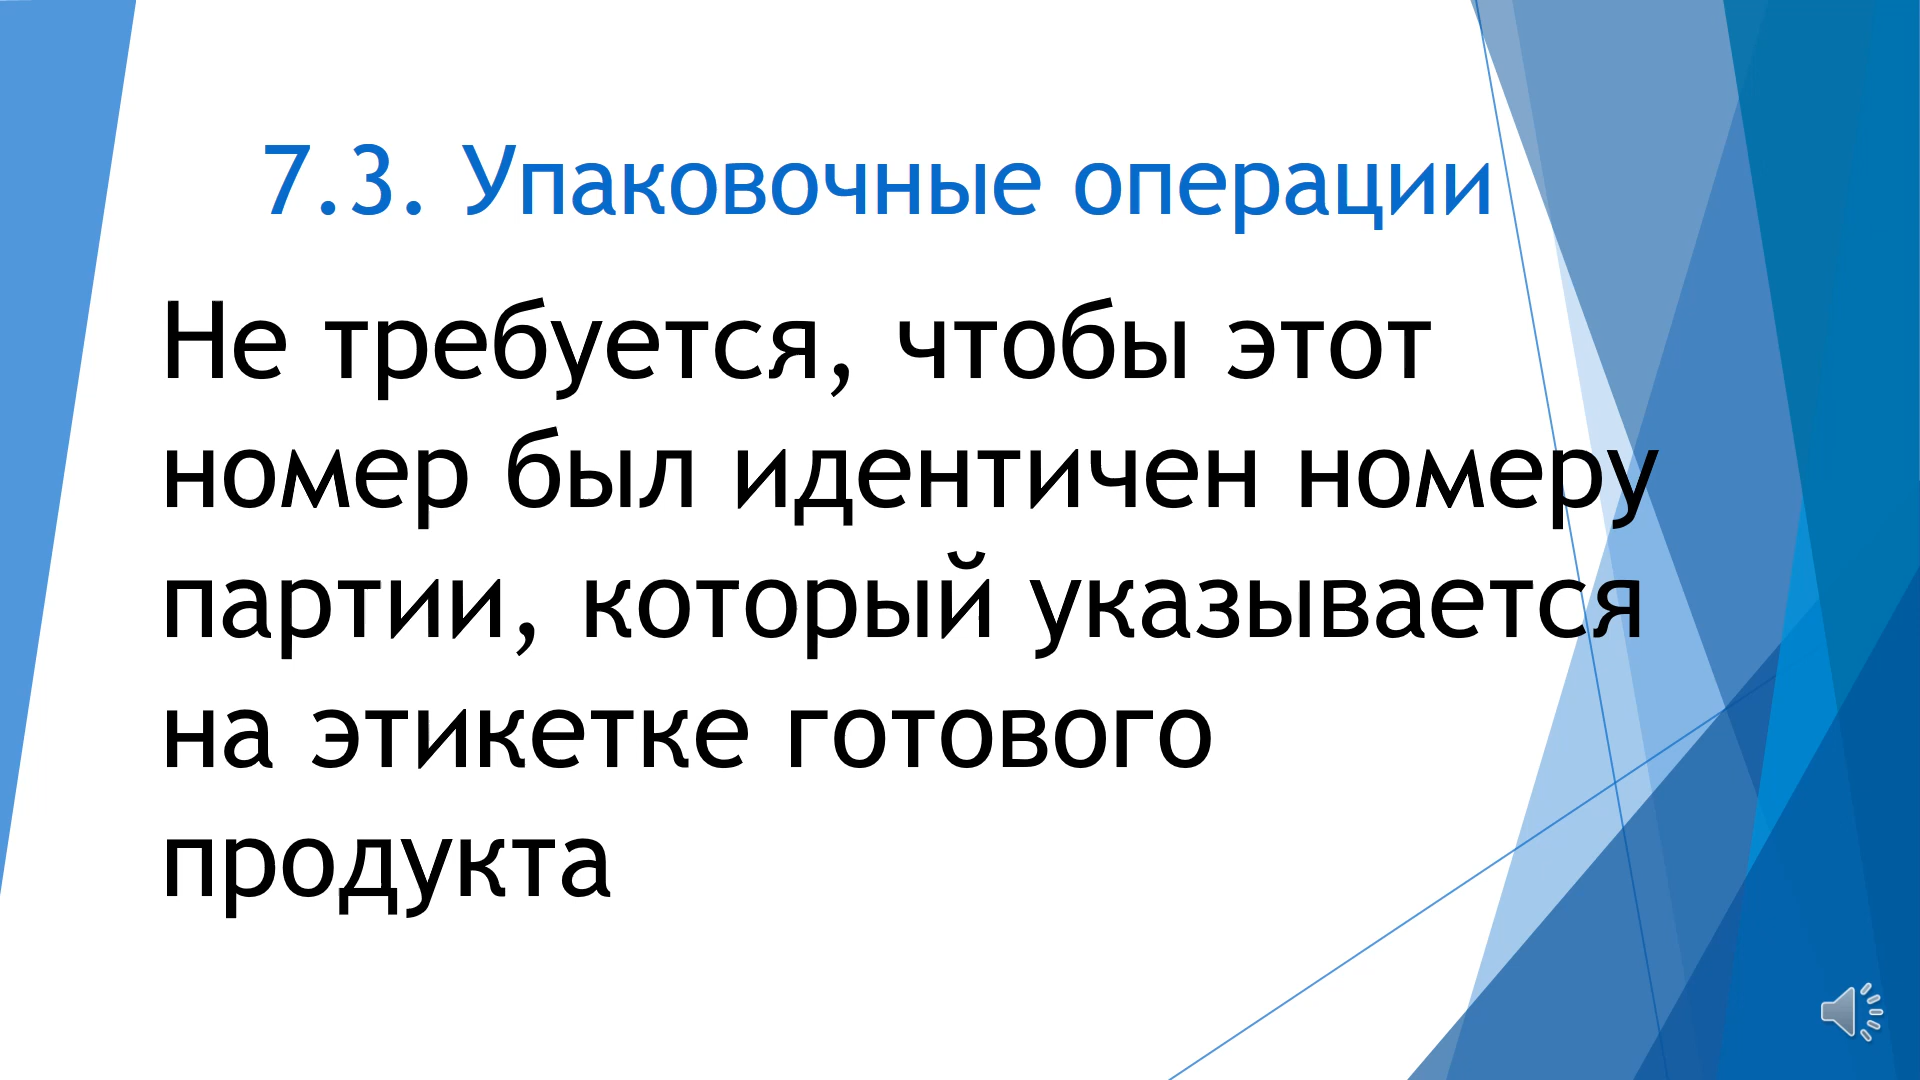 7.3. Упаковочные операции
Не требуется, чтобы этот
номер был идентичен номеру
партии, который указывается
на этикетке готового
продукта